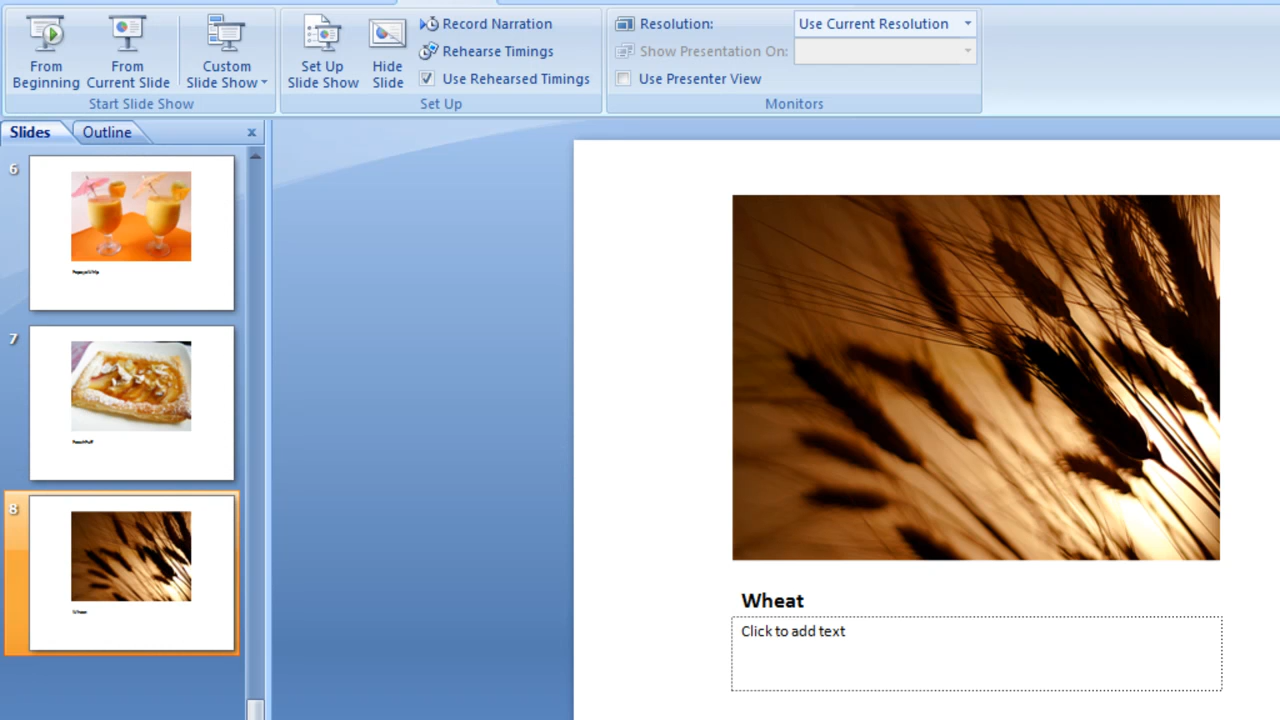 From Beginning
From Current Slide
Custom Slide Show
Start Slide Show
Set Up Slide Show
Hide Slide
Record Narration
Rehearse Timings
Use Rehearsed Timings
Set Up
Resolution:
Use Current Resolution
Show Presentation On:
Use Presenter View
Monitors
Slides
Outline
x
6
7
8
Wheat
Wheat
Click to add text